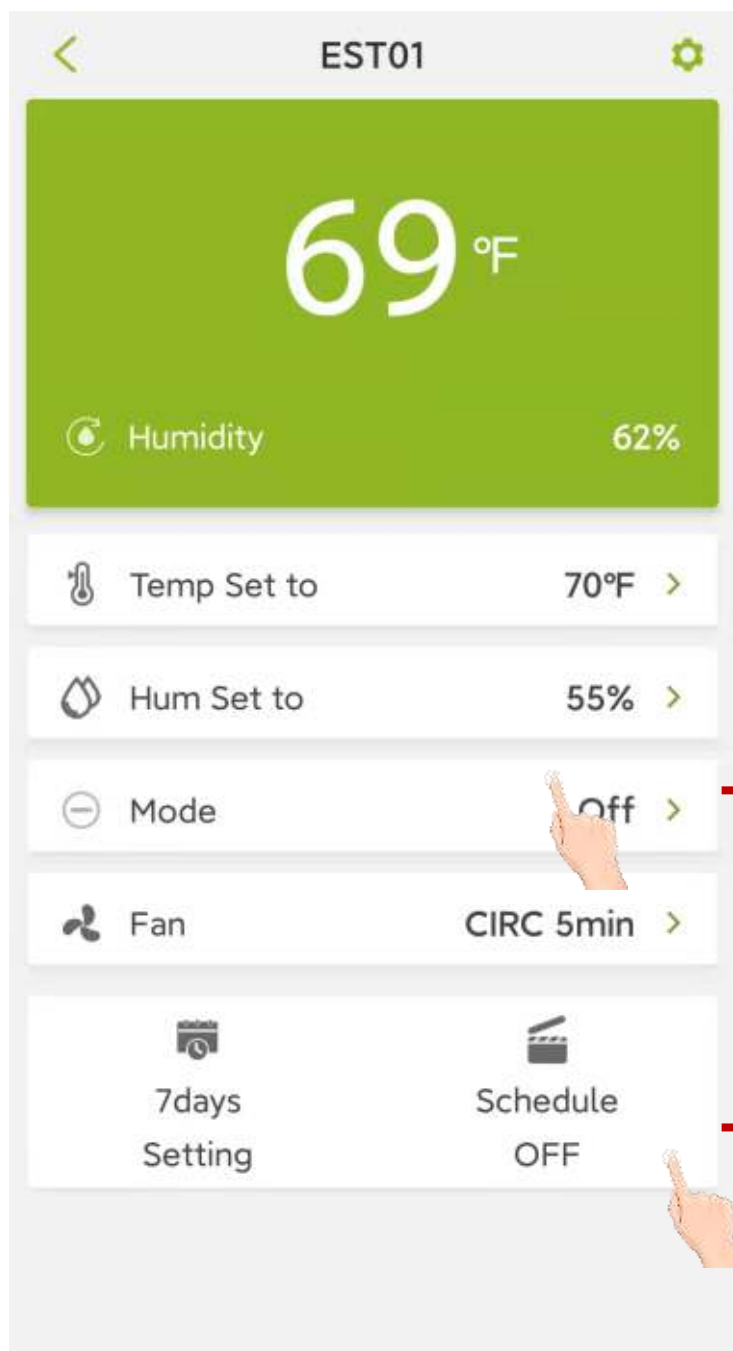 EST01
69 °F
Humidity 62%
Temp Set to 70°F
Hum Set to 55%
Mode Off
Fan CIRC 5min
7days Schedule
Setting OFF